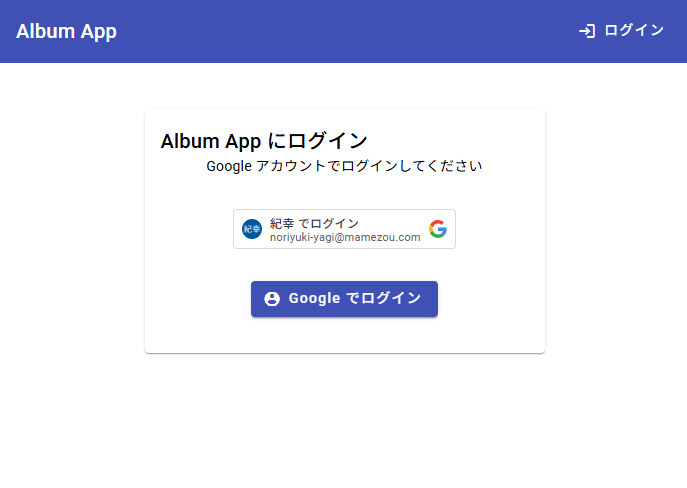 Album App
ログイン
Album App にログイン
Google アカウントでログインしてください
紀幸
紀幸 でログイン
noriyuki-yagi@mamezou.com
Google でログイン